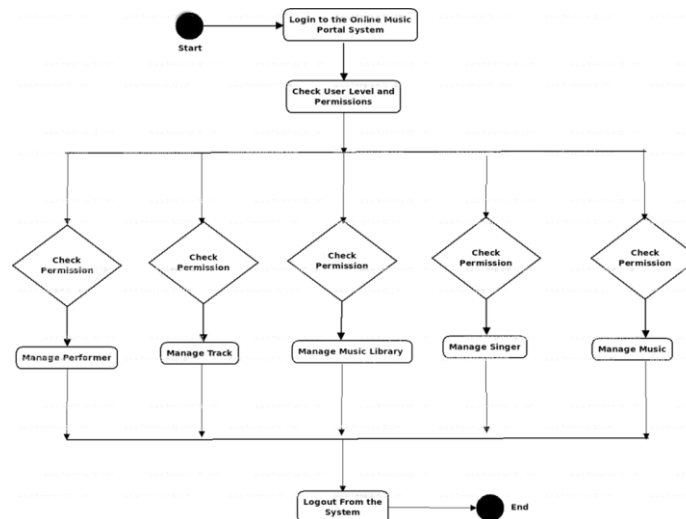 Login to the Online Music
Portal System
Start
Check User Level and
Permissions
Check
Permission
Check
Permission
Check
Permission
Check
Permission
Check
Permission
Manage Performer
Manage Track
Manage Music Library
Manage Singer
Manage Music
Logout From the
System
End